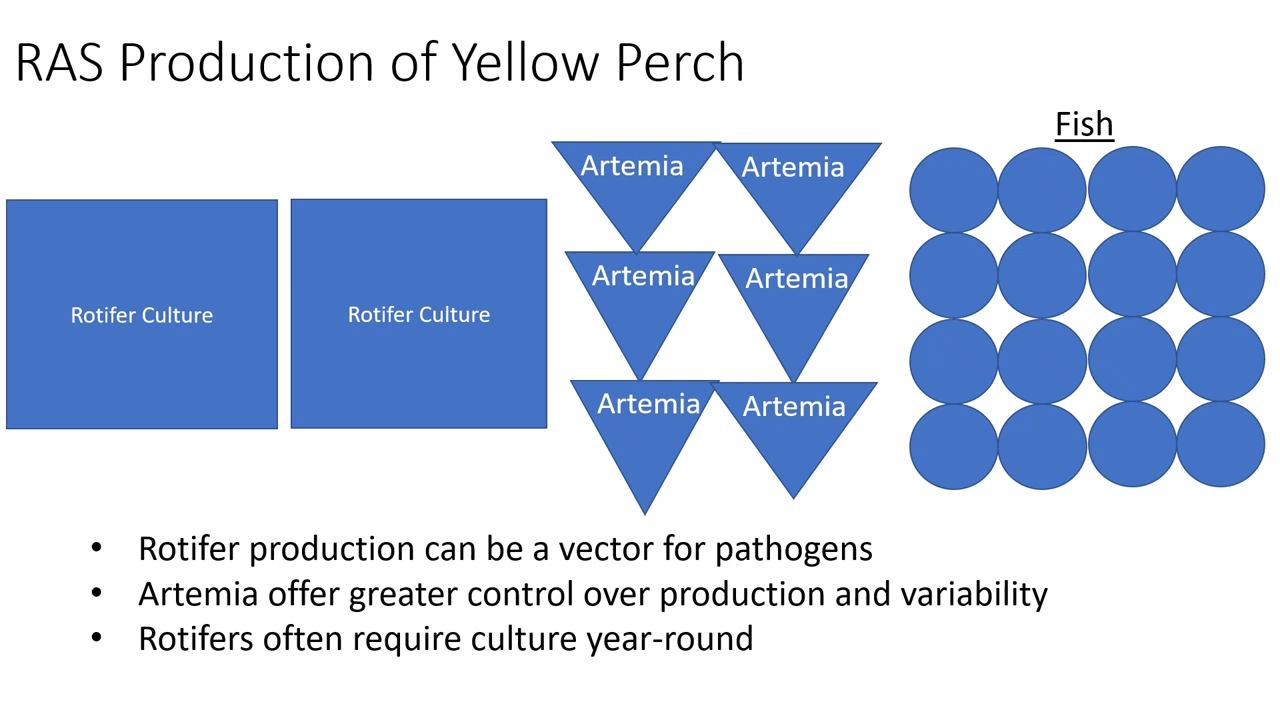 RAS Production of Yellow Perch
Fish
Artemia
Artemia
Rotifer Culture
Rotifer Culture
Artemia
Artemia
Artemia
Artemia
• Rotifer production can be a vector for pathogens
• Artemia offer greater control over production and variability
• Rotifers often require culture year-round